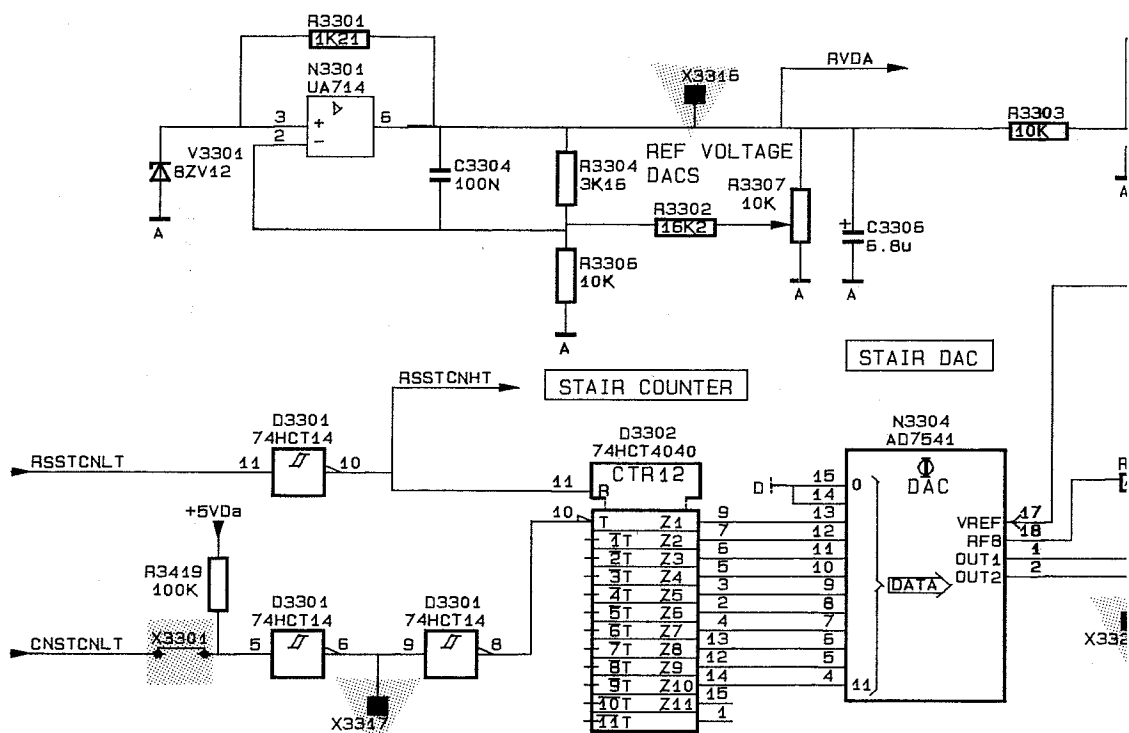 R3301
1K21
N3301
UA714
3
+
2
-
6
V3301
BZV12
A
C3304
100N
R3304
3K16
R3306
10K
A
X3316
REF VOLTAGE
DACS
R3302
16K2
R3307
10K
A
RVDA
C3306
+
6.8u
A
R3303
10K
A
STAIR DAC
RSSTCNHT
STAIR COUNTER
RSSTCNLT
D3301
74HCT14
11
10
D3302
74HCT4040
CTR12
11
R
10
T
1T
2T
3T
4T
5T
6T
7T
8T
9T
10T
11T
Z1
Z2
Z3
Z4
Z5
Z6
Z7
Z8
Z9
Z10
Z11
9
7
6
5
3
2
4
13
12
14
15
1
N3304
AD7541
Φ
DAC
D
15
14
13
12
11
10
9
8
7
6
5
4
0
11
DATA
VREF
RFB
OUT1
OUT2
17
18
1
2
R
+5VDa
R3419
100K
CNSTCNLT
X3301
D3301
74HCT14
5
6
X3317
D3301
74HCT14
9
8
X332